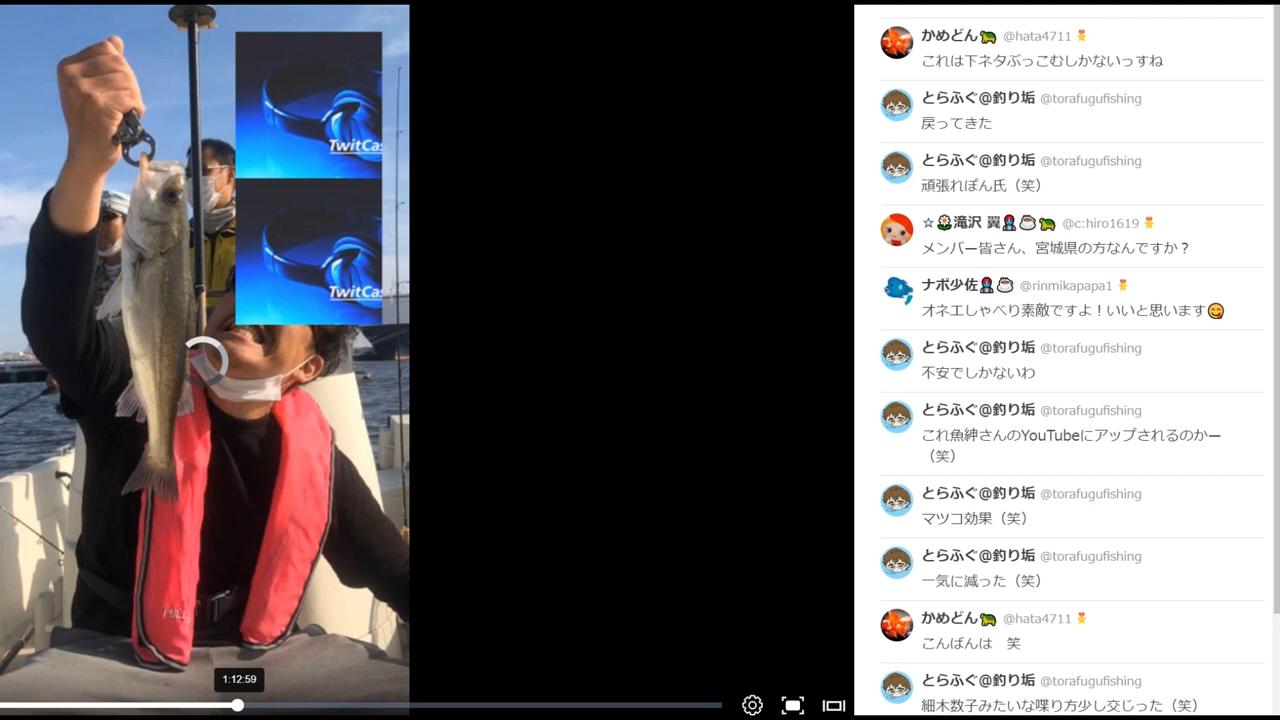 TwitCas
TwitCas
PULL
1:12:59
かめどん🐢 @hata4711
これは下ネタぶっこむしかないっすね
とらふぐ@釣り垢 @torafugufishing
戻ってきた
とらふぐ@釣り垢 @torafugufishing
頑張れぽん氏（笑）
☆🌼滝沢 翼 @c:hiro1619
メンバー皆さん、宮城県の方なんですか？
ナポ少佐 @rinmikapapa1
オネエしゃべり素敵ですよ！いいと思います😋
とらふぐ@釣り垢 @torafugufishing
不安でしかないわ
とらふぐ@釣り垢 @torafugufishing
これ魚紳さんのYouTubeにアップされるのかー
（笑）
とらふぐ@釣り垢 @torafugufishing
マツコ効果（笑）
とらふぐ@釣り垢 @torafugufishing
一気に減った（笑）
かめどん🐢 @hata4711
こんばんは　笑
とらふぐ@釣り垢 @torafugufishing
細木数子みたいな喋り方少し交じった（笑）